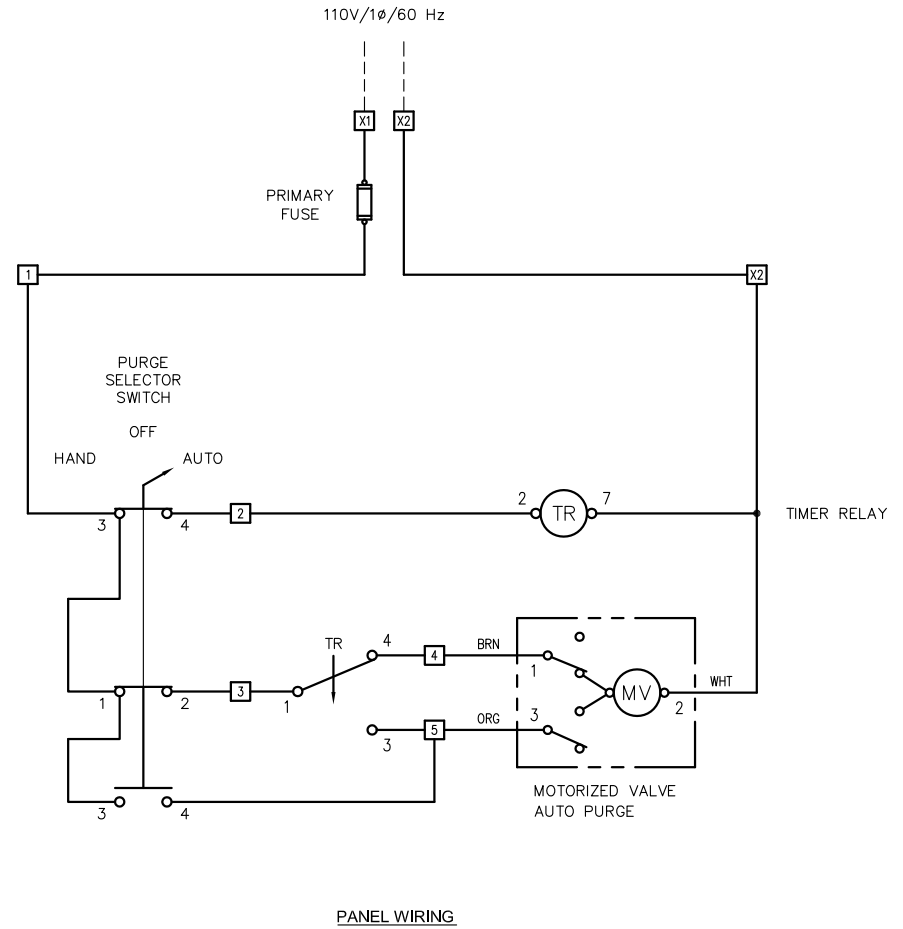 110V/1ø/60 Hz
X1
X2
PRIMARY
FUSE
1
X2
PURGE
SELECTOR
SWITCH
OFF
HAND
AUTO
3
4
2
2
TR
7
TIMER RELAY
TR
4
4
BRN
1
2
3
1
1
MV
2
WHT
3
5
ORG
3
3
4
MOTORIZED VALVE
AUTO PURGE
PANEL WIRING